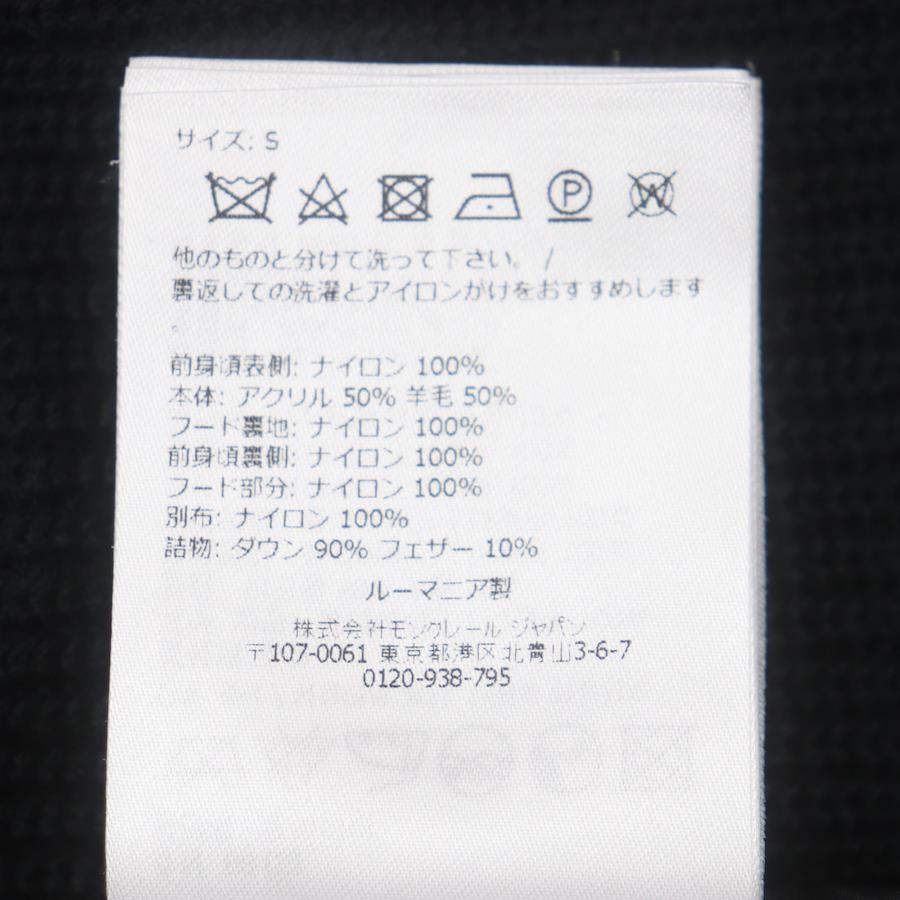 サイズ: S
P
W
他のものと分けて洗って下さい。 /
裏返しての洗濯とアイロンがけをおすすめします
。
前身頃表側: ナイロン 100%
本体: アクリル 50% 羊毛 50%
フード裏地: ナイロン 100%
前身頃裏側: ナイロン 100%
フード部分: ナイロン 100%
別布: ナイロン 100%
詰物: ダウン 90% フェザー 10%
ルーマニア製
株式会社モンクレール ジャパン
〒107-0061 東京都港区北青山3-6-7
0120-938-795